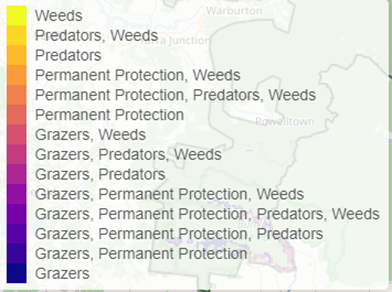 Warburton
Weeds
Predators, Weeds
Yarra Junction
Predators
Permanent Protection, Weeds
Permanent Protection, Predators, Weeds
Powelltown
Permanent Protection
Grazers, Weeds
Grazers, Predators, Weeds
Grazers, Predators
Grazers, Permanent Protection, Weeds
Grazers, Permanent Protection, Predators, Weeds
Grazers, Permanent Protection, Predators
Grazers, Permanent Protection
Grazers